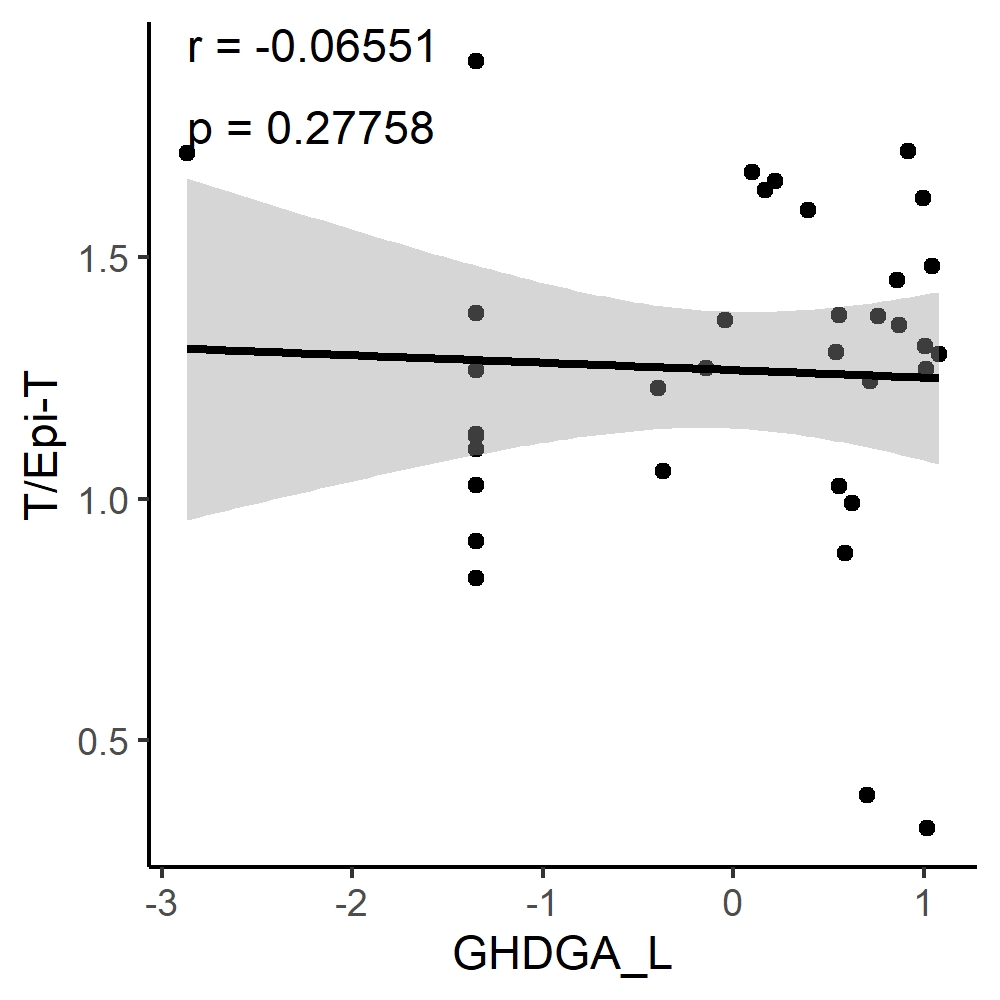 r = -0.06551
p = 0.27758
1.5
1.0
0.5
T/Epi-T
-3 -2 -1 0 1
GHDGA_L